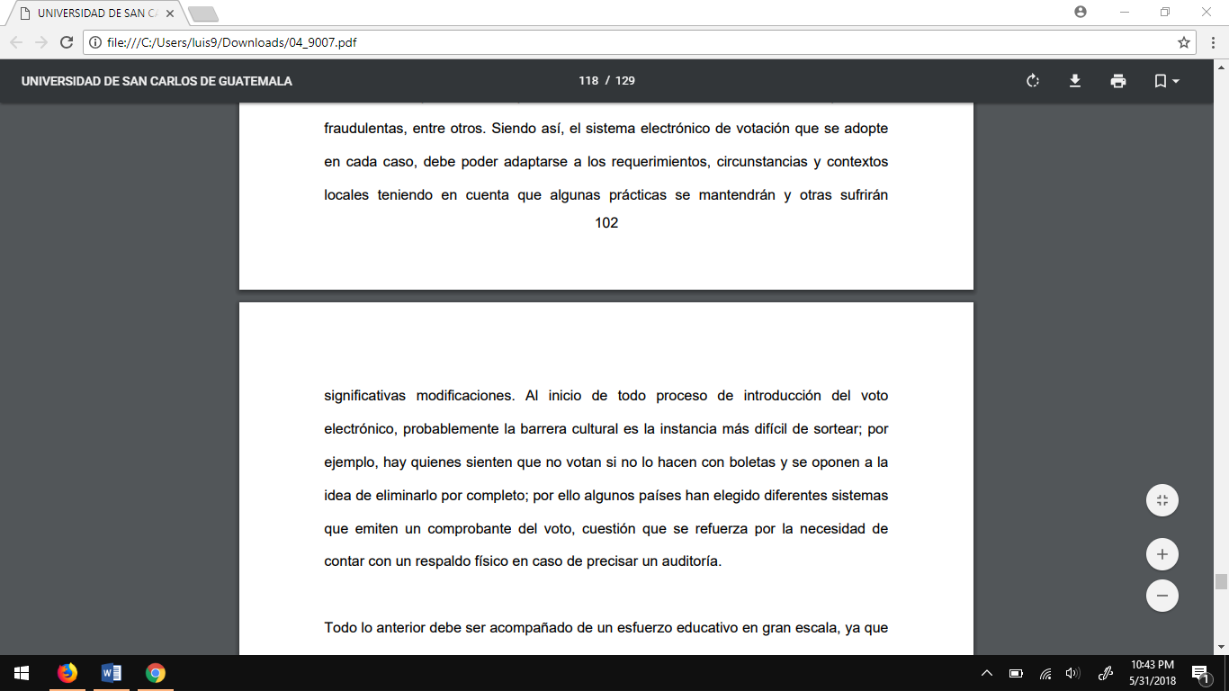 UNIVERSIDAD DE SAN CA
file:///C:/Users/luis9/Downloads/04_9007.pdf
UNIVERSIDAD DE SAN CARLOS DE GUATEMALA
118 / 129
fraudulentas, entre otros. Siendo así, el sistema electrónico de votación que se adopte
en cada caso, debe poder adaptarse a los requerimientos, circunstancias y contextos
locales teniendo en cuenta que algunas prácticas se mantendrán y otras sufrirán
102
significativas modificaciones. Al inicio de todo proceso de introducción del voto
electrónico, probablemente la barrera cultural es la instancia más difícil de sortear; por
ejemplo, hay quienes sienten que no votan si no lo hacen con boletas y se oponen a la
idea de eliminarlo por completo; por ello algunos países han elegido diferentes sistemas
que emiten un comprobante del voto, cuestión que se refuerza por la necesidad de
contar con un respaldo físico en caso de precisar un auditoría.
Todo lo anterior debe ser acompañado de un esfuerzo educativo en gran escala, ya que
10:43 PM
5/31/2018
1